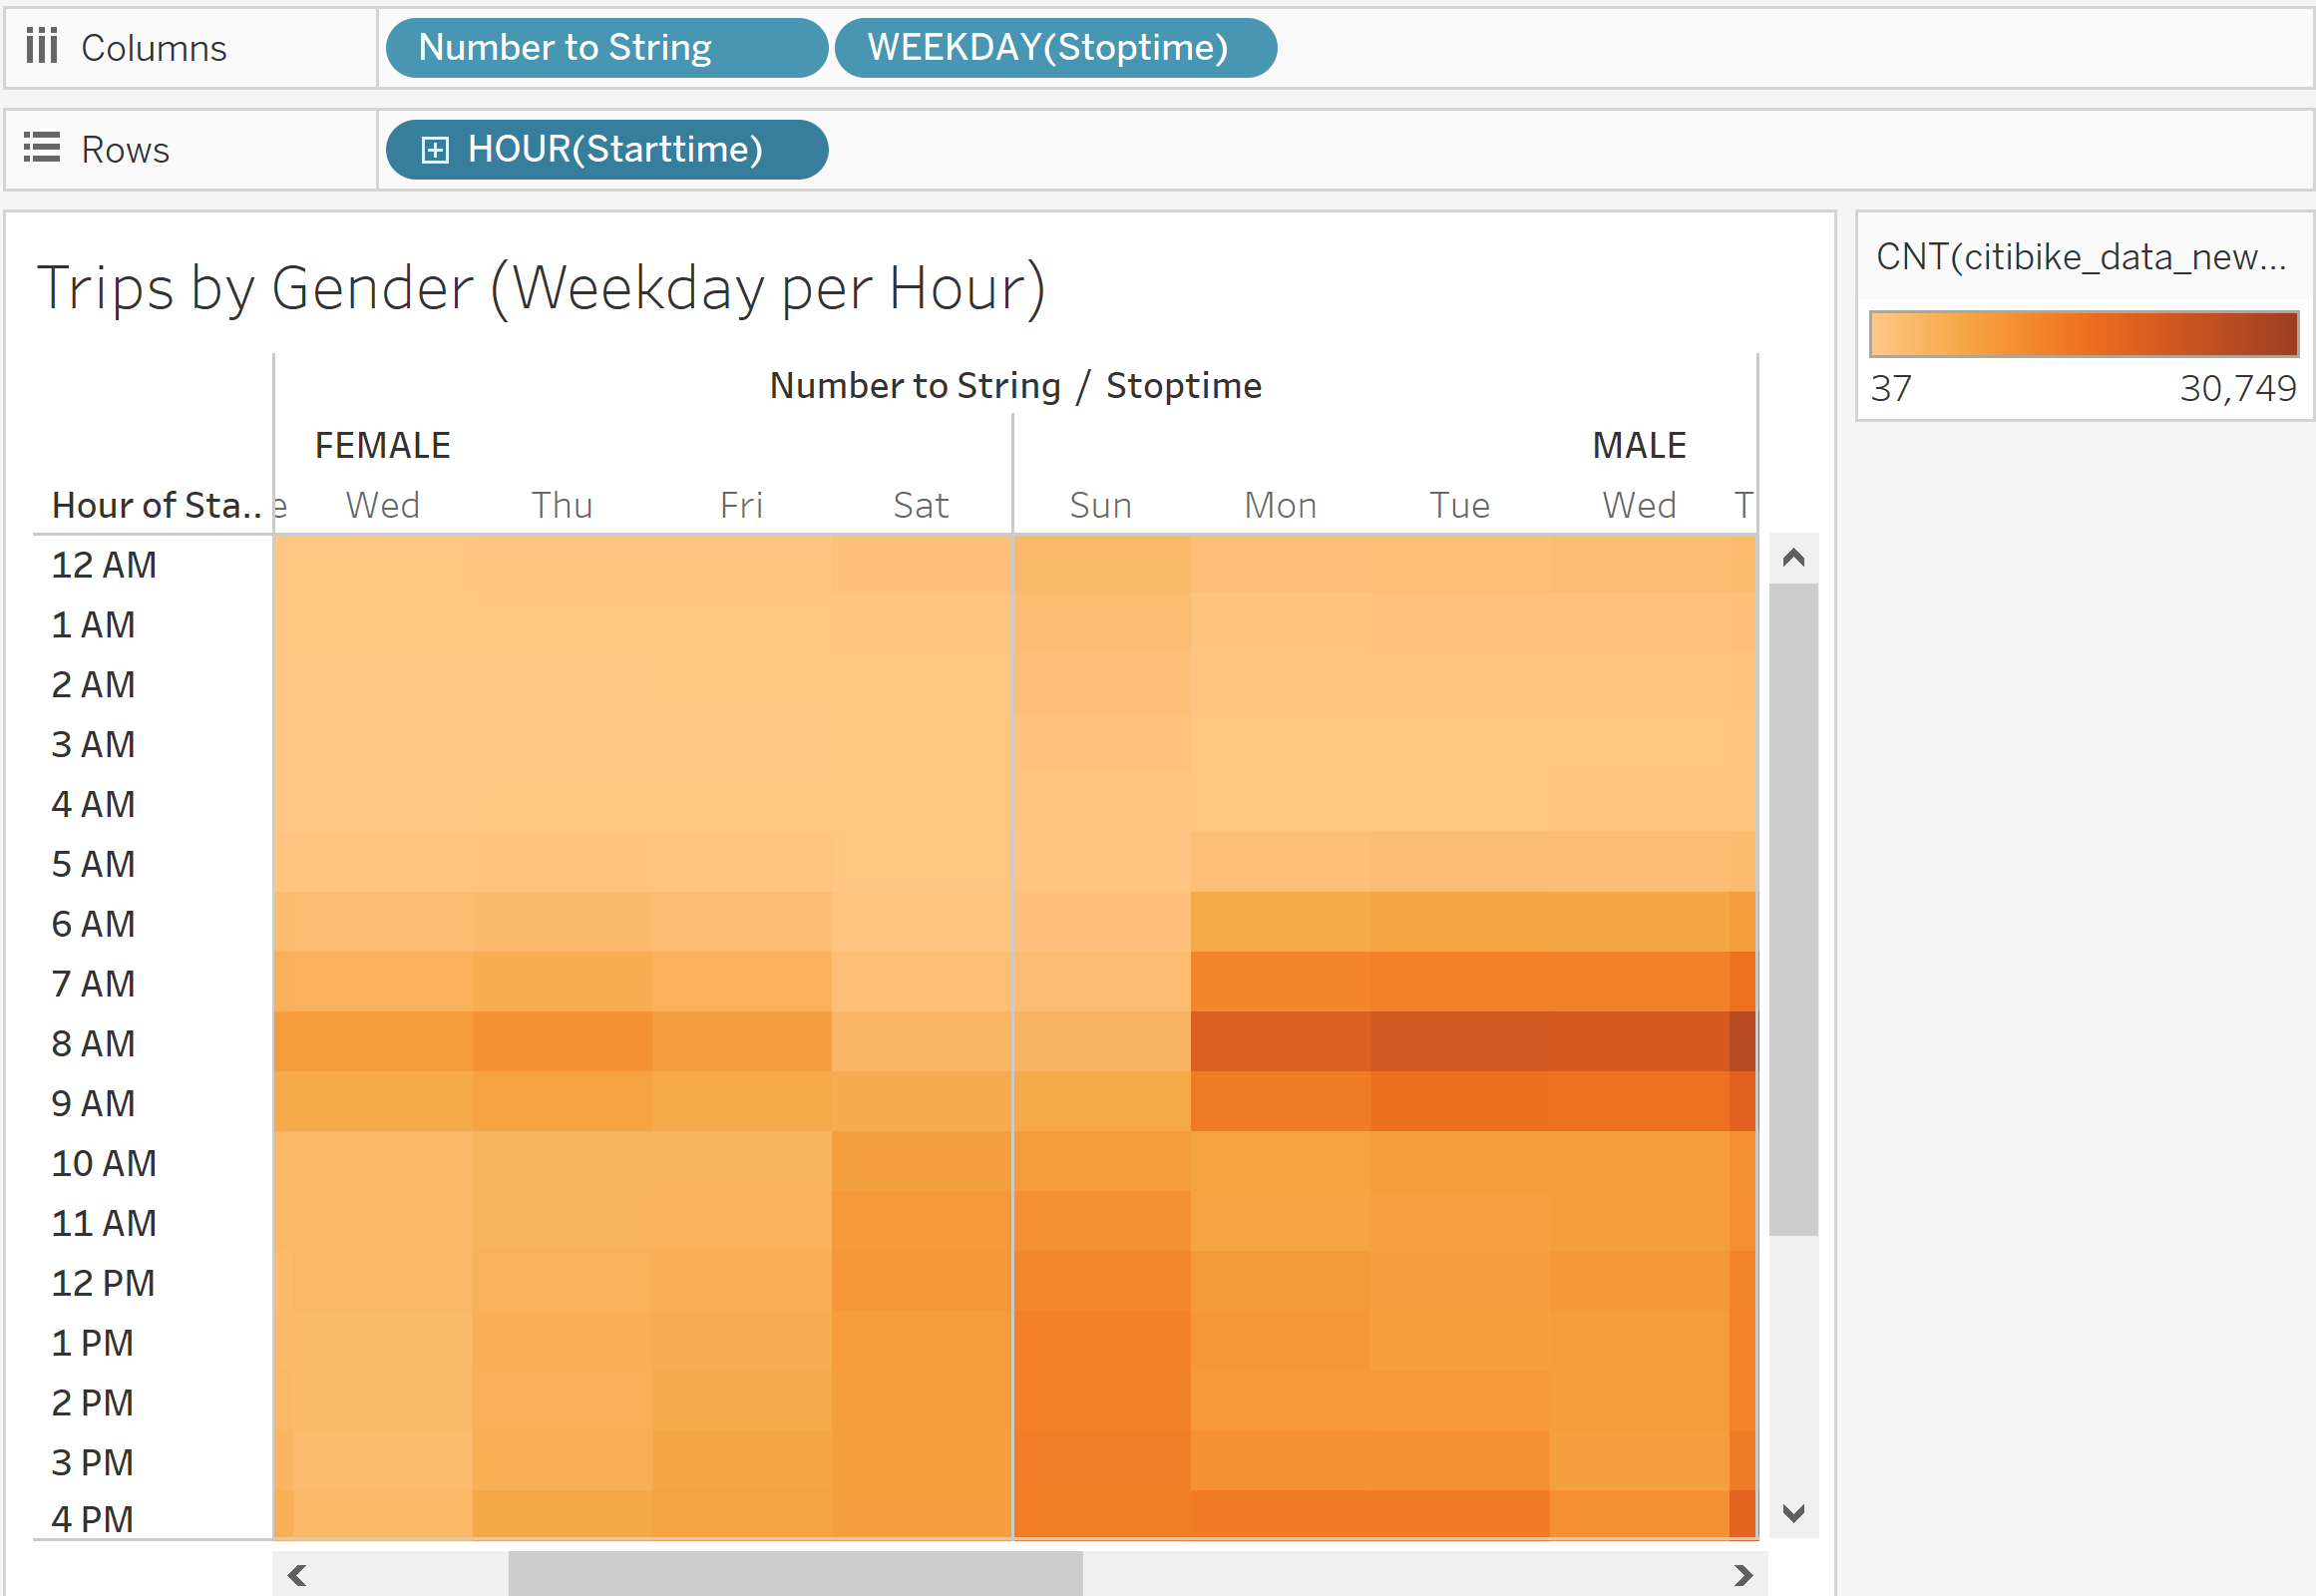 Columns Number to String WEEKDAY(Stoptime)
Rows HOUR(Starttime)
Trips by Gender (Weekday per Hour)
CNT(citibike_data_new...
37 30,749
Number to String / Stoptime
FEMALE MALE
Hour of Sta.. e Wed Thu Fri Sat Sun Mon Tue Wed T
12 AM
1 AM
2 AM
3 AM
4 AM
5 AM
6 AM
7 AM
8 AM
9 AM
10 AM
11 AM
12 PM
1 PM
2 PM
3 PM
4 PM